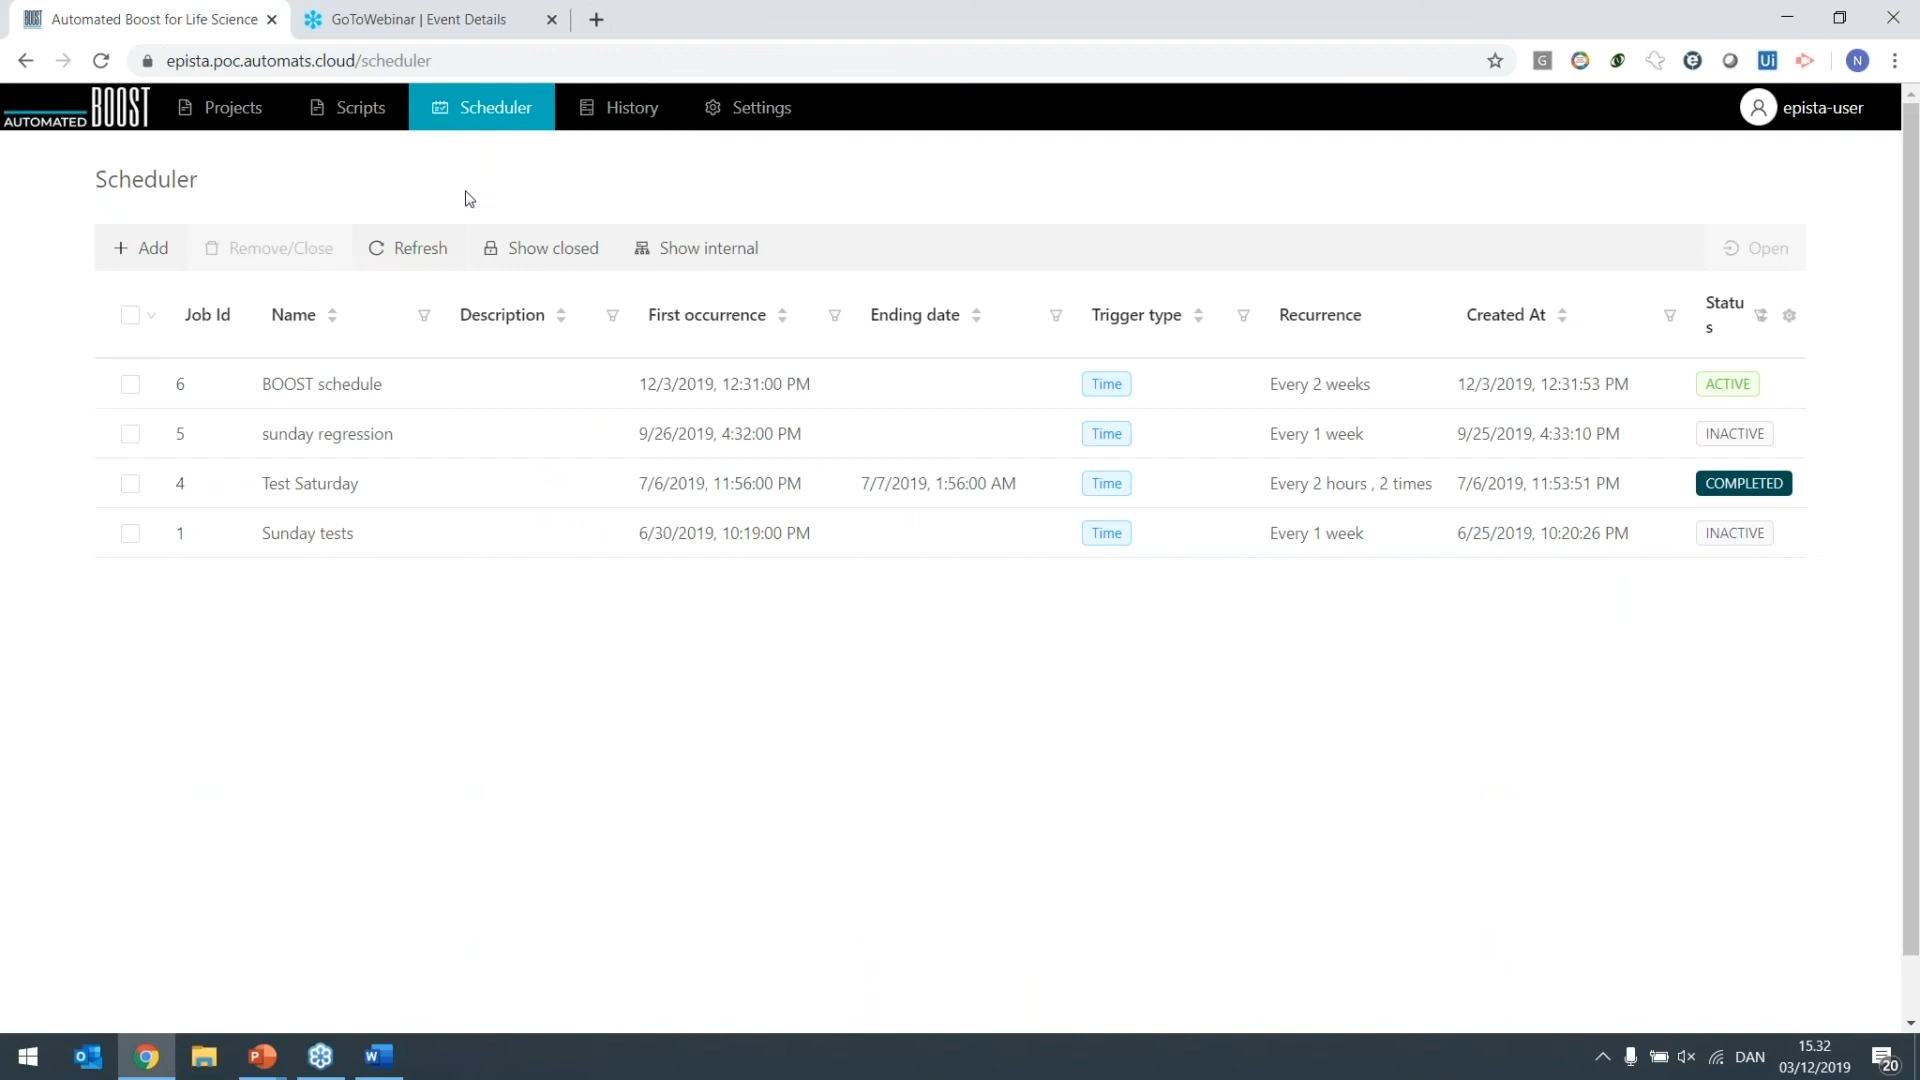 Automated Boost for Life Science
GoToWebinar | Event Details
epista.poc.automats.cloud/scheduler
G
Ui
N
AUTOMATED BOOST
Projects
Scripts
Scheduler
History
Settings
epista-user
Scheduler
Add
Remove/Close
Refresh
Show closed
Show internal
Open
Job Id Name Description First occurrence Ending date Trigger type Recurrence Created At Statu
s
6 BOOST schedule 12/3/2019, 12:31:00 PM Time Every 2 weeks 12/3/2019, 12:31:53 PM ACTIVE
5 sunday regression 9/26/2019, 4:32:00 PM Time Every 1 week 9/25/2019, 4:33:10 PM INACTIVE
4 Test Saturday 7/6/2019, 11:56:00 PM 7/7/2019, 1:56:00 AM Time Every 2 hours , 2 times 7/6/2019, 11:53:51 PM COMPLETED
1 Sunday tests 6/30/2019, 10:19:00 PM Time Every 1 week 6/25/2019, 10:20:26 PM INACTIVE
DAN
15.32
03/12/2019
20